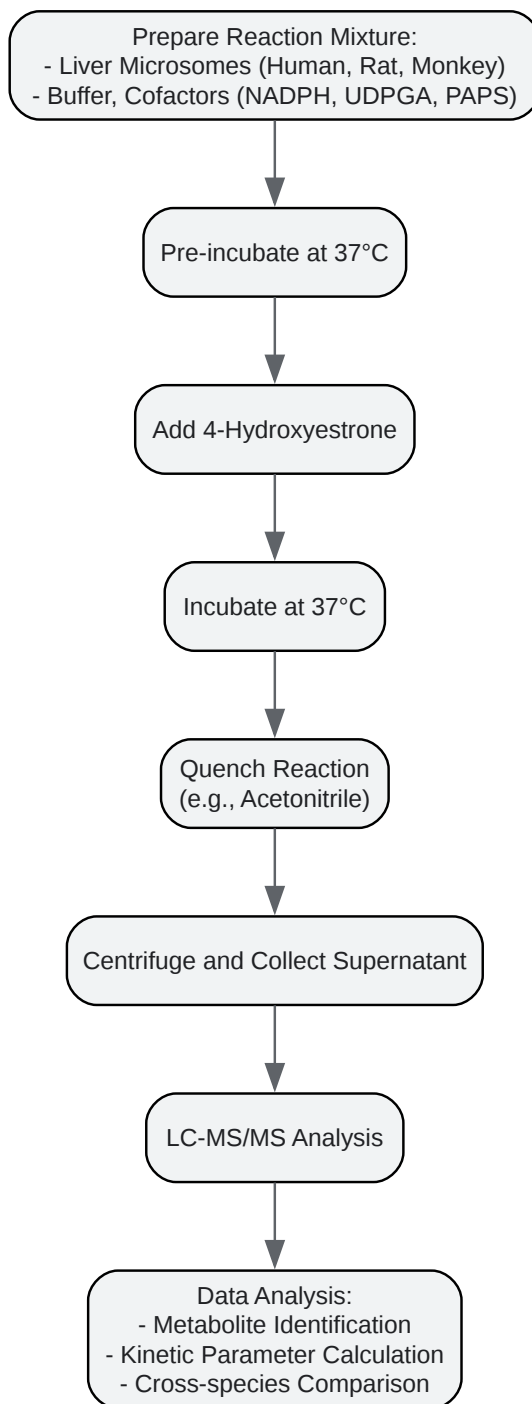 Prepare Reaction Mixture:
- Liver Microsomes (Human, Rat, Monkey)
- Buffer, Cofactors (NADPH, UDPGA, PAPS)
Pre-incubate at 37°C
Add 4-Hydroxyestrone
Incubate at 37°C
Quench Reaction
(e.g., Acetonitrile)
Centrifuge and Collect Supernatant
LC-MS/MS Analysis
Data Analysis:
- Metabolite Identification
- Kinetic Parameter Calculation
- Cross-species Comparison